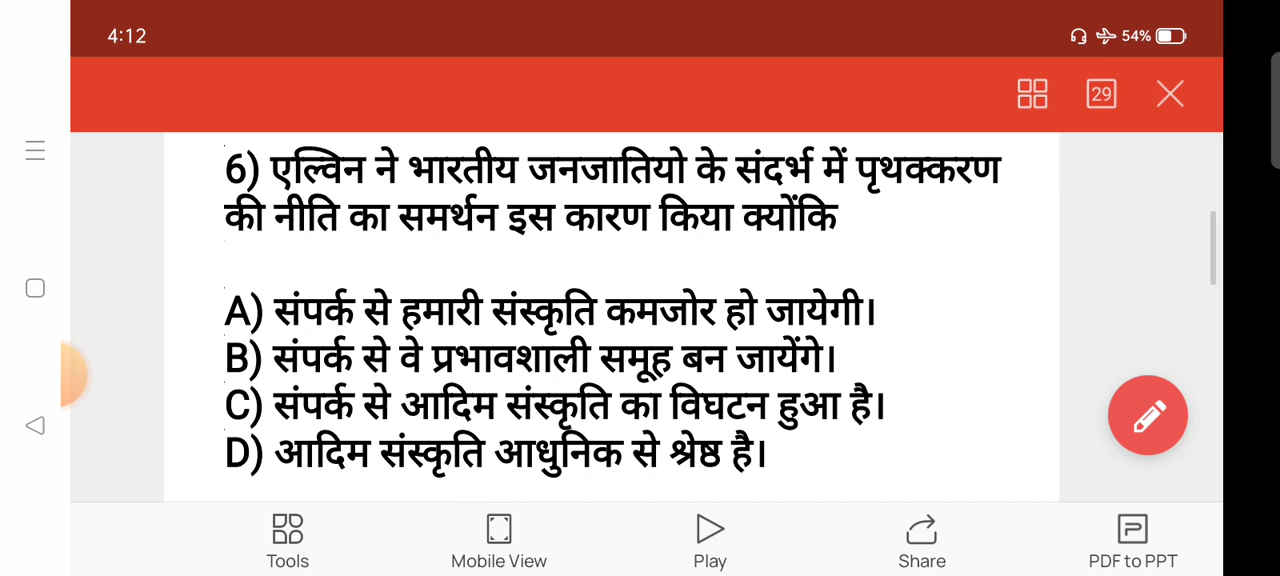 4:12
54%
29
6) एल्विन ने भारतीय जनजातियो के संदर्भ में पृथक्करण
की नीति का समर्थन इस कारण किया क्योंकि
A) संपर्क से हमारी संस्कृति कमजोर हो जायेगी।
B) संपर्क से वे प्रभावशाली समूह बन जायेंगे।
C) संपर्क से आदिम संस्कृति का विघटन हुआ है।
D) आदिम संस्कृति आधुनिक से श्रेष्ठ है।
Tools
Mobile View
Play
Share
PDF to PPT